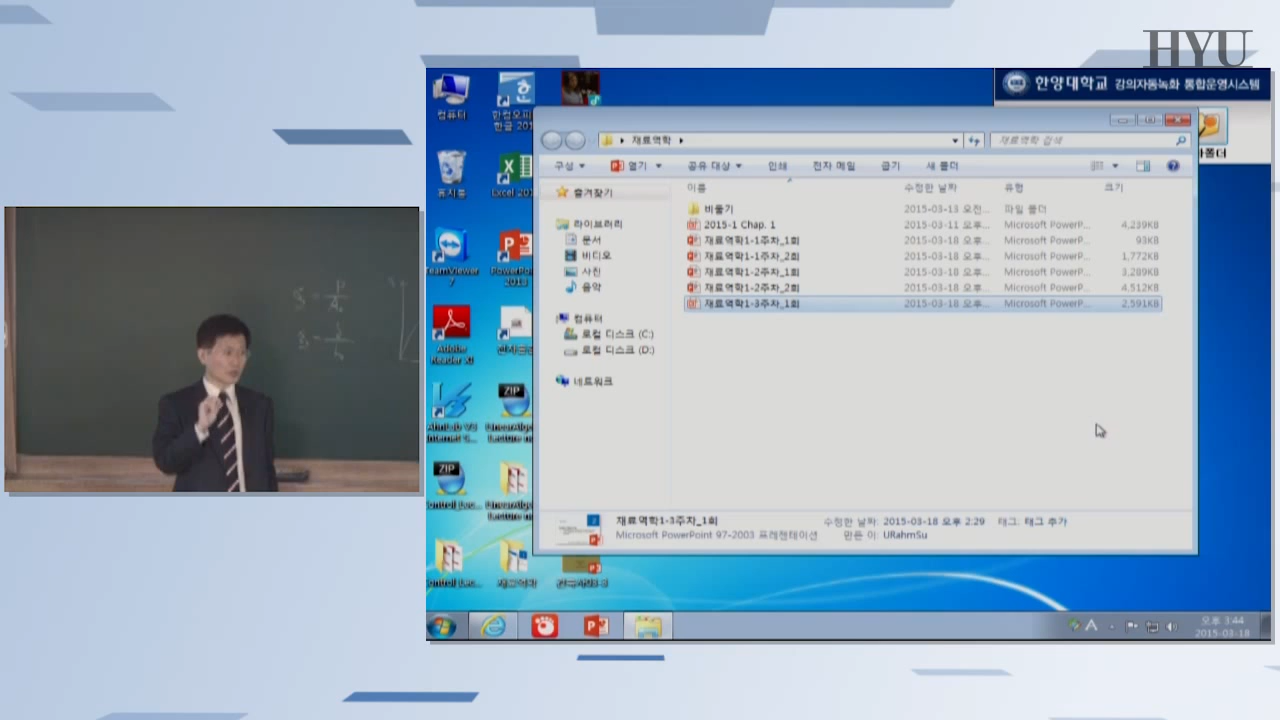 HYU
한양대학교 강의자동녹화 통합운영시스템
컴퓨터
휴지통
Excel 201
TeamViewer
7
PowerPoi
2013
Adobe
Reader XI
ZIP
ZIP
재료역학
재료역학 검색
구성
열기
공유 대상
인쇄
전자 메일
굽기
새 폴더
이름
수정한 날짜
유형
크기
즐겨찾기
라이브러리
문서
비디오
사진
음악
컴퓨터
로컬 디스크 (C:)
로컬 디스크 (D:)
네트워크
비울기 2015-03-13 오전... 파일 폴더
2015-1 Chap. 1 2015-03-11 오후... Microsoft PowerP... 4,239KB
재료역학1-1주차_1회 2015-03-18 오후... Microsoft PowerP... 93KB
재료역학1-1주차_2회 2015-03-18 오후... Microsoft PowerP... 1,772KB
재료역학1-2주차_1회 2015-03-18 오후... Microsoft PowerP... 3,289KB
재료역학1-2주차_2회 2015-03-18 오후... Microsoft PowerP... 4,512KB
재료역학1-3주차_1회 2015-03-18 오후... Microsoft PowerP... 2,591KB
재료역학1-3주차_1회 수정한 날짜: 2015-03-18 오후 2:29 태그: 태그 추가
Microsoft PowerPoint 97-2003 프레젠테이션 만든 이: URahmSu
오후 3:44
2015-03-18